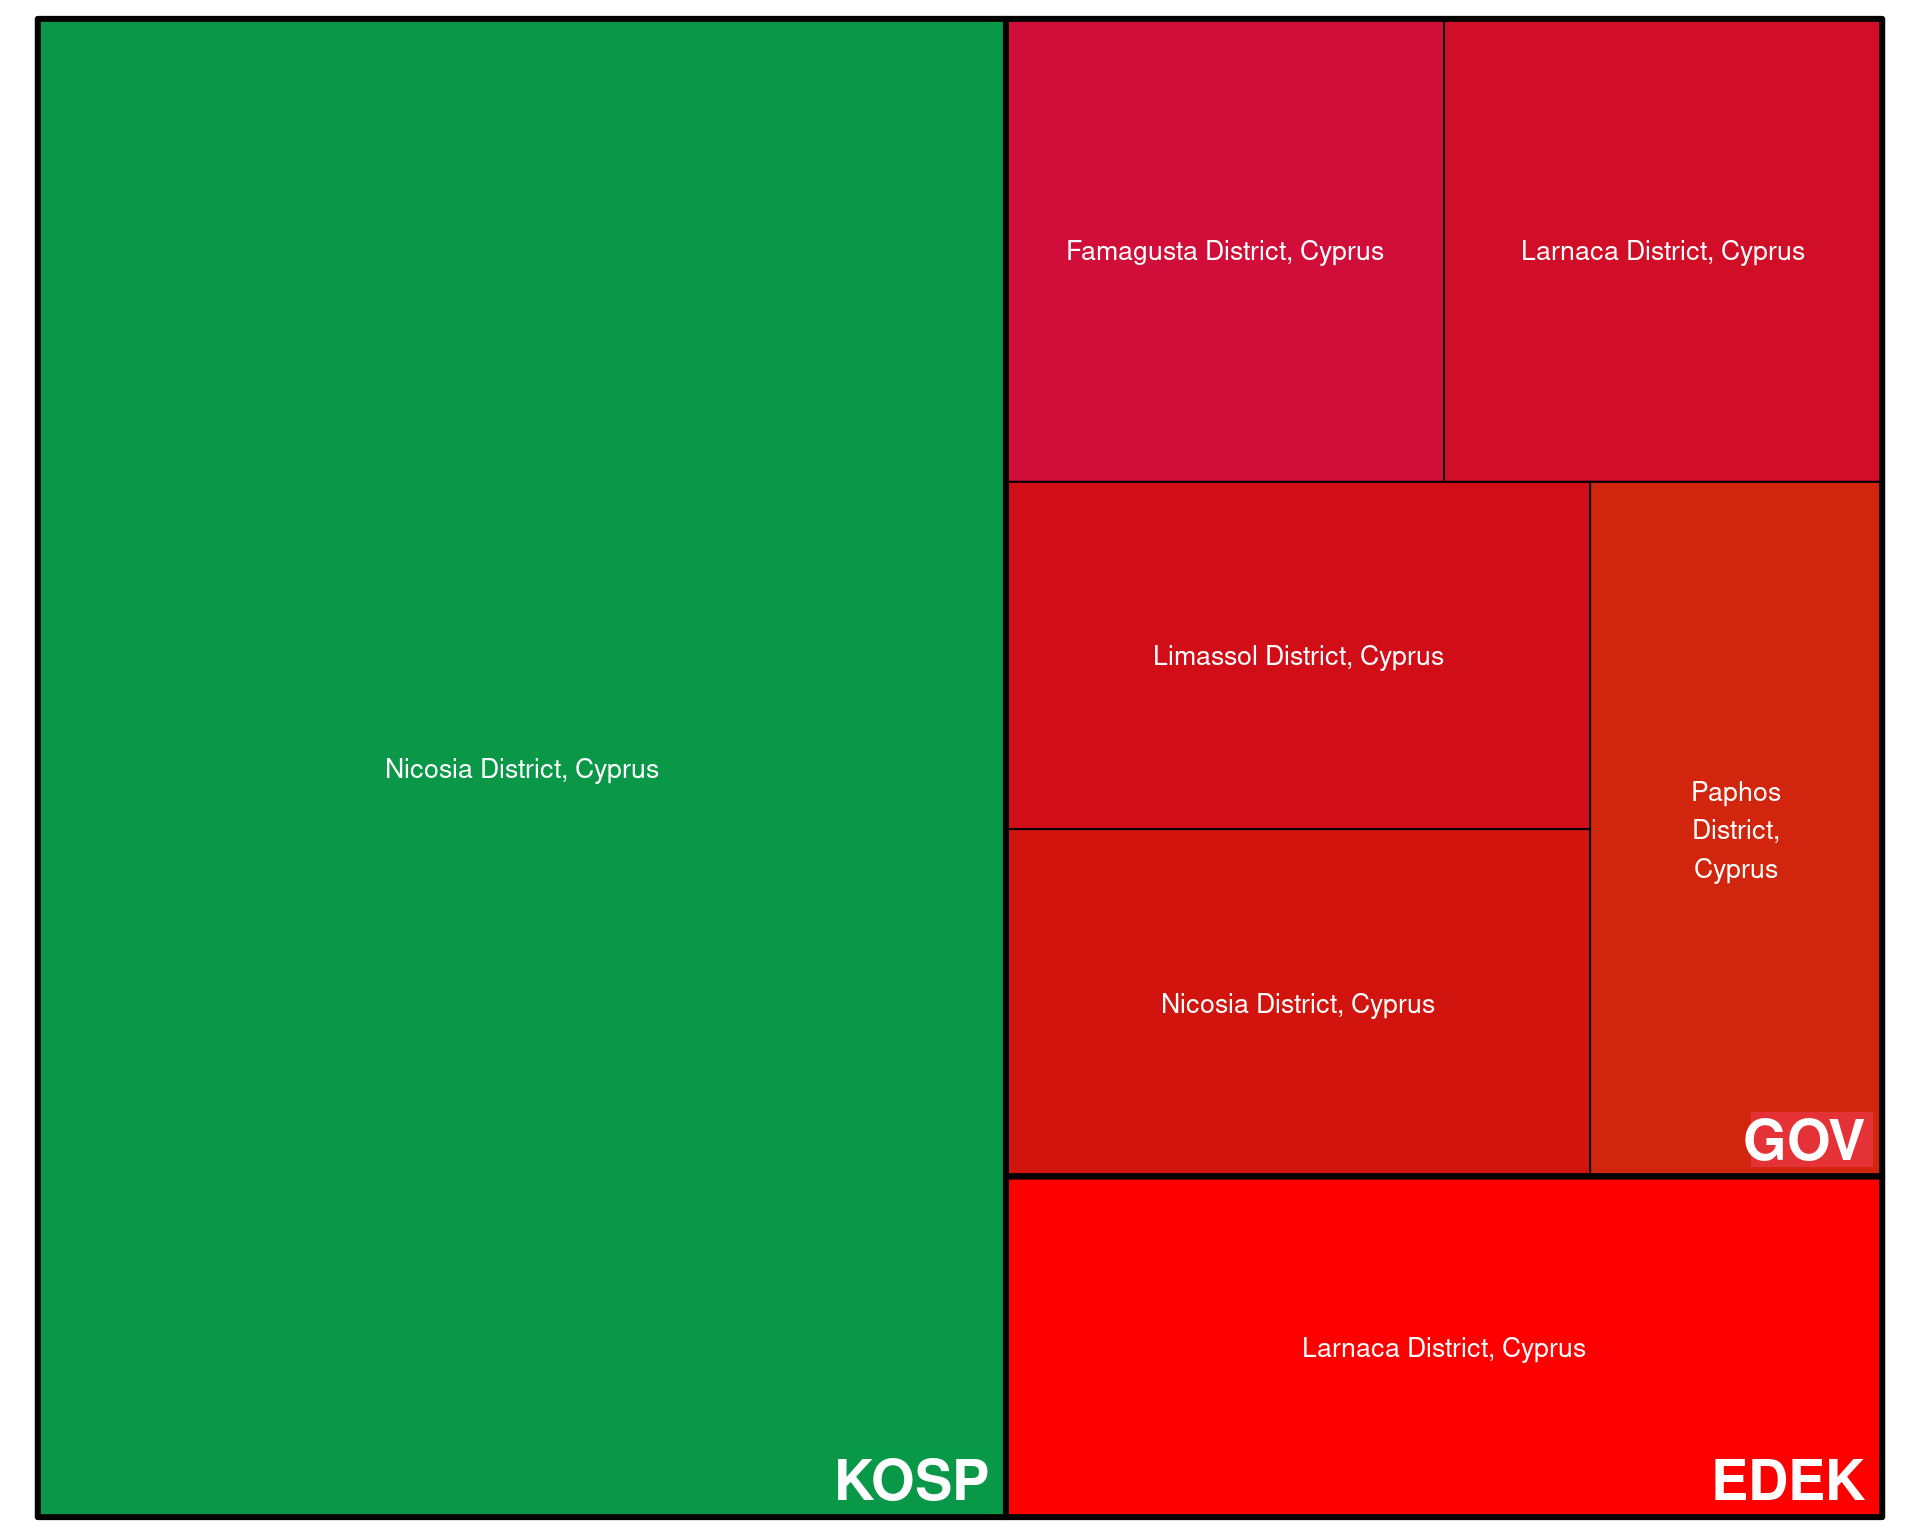 Nicosia District, Cyprus
KOSP
Famagusta District, Cyprus
Larnaca District, Cyprus
Limassol District, Cyprus
Nicosia District, Cyprus
Paphos
District,
Cyprus
GOV
Larnaca District, Cyprus
EDEK